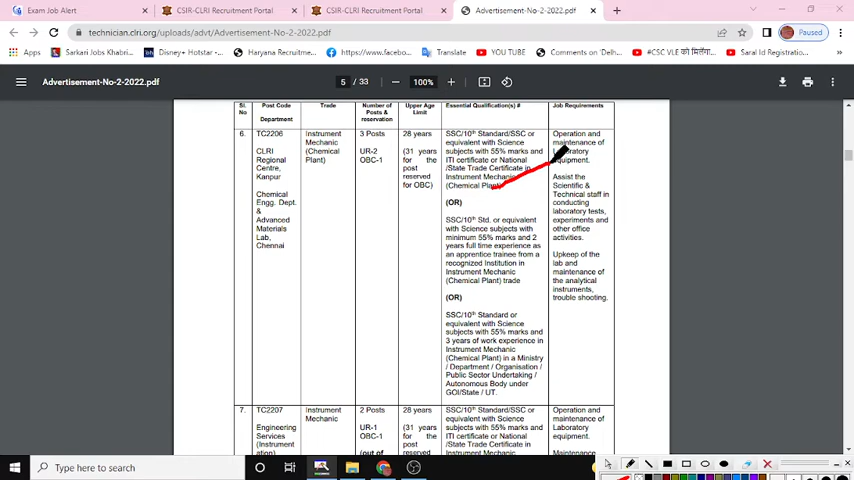 Exam Job Alert
CSIR-CLRI Recruitment Portal
CSIR-CLRI Recruitment Portal
Advertisement-No-2-2022.pdf
technician.clri.org/uploads/advt/Advertisement-No-2-2022.pdf
Paused
Apps
Sarkari Jobs Khabri...
Disney+ Hotstar -...
Haryana Recruitme...
https://www.facebo...
Translate
YOU TUBE
Comments on 'Delh...
#CSC VLE को मिलेगा...
Saral Id Registratio...
Advertisement-No-2-2022.pdf
5 / 33
100%
Sl. No
Post Code
Department
Trade
Number of Posts & reservation
Upper Age Limit
Essential Qualification(s) #
Job Requirements
6.
TC2206
CLRI
Regional
Centre,
Kanpur
Chemical
Engg. Dept.
&
Advanced
Materials
Lab,
Chennai
Instrument
Mechanic
(Chemical
Plant)
3 Posts
UR-2
OBC-1
28 years
(31 years
for the
post
reserved
for OBC)
SSC/10th Standard/SSC or
equivalent with Science
subjects with 55% marks and
ITI certificate or National
/State Trade Certificate in
Instrument Mechanic
(Chemical Plant)
(OR)
SSC/10th Std. or equivalent
with Science subjects with
minimum 55% marks and 2
years full time experience as
an apprentice trainee from a
recognized Institution in
Instrument Mechanic
(Chemical Plant) trade
(OR)
SSC/10th Standard or
equivalent with Science
subjects with 55% marks and
3 years of work experience in
Instrument Mechanic
(Chemical Plant) in a Ministry
/ Department / Organisation /
Public Sector Undertaking /
Autonomous Body under
GOI/State / UT.
Operation and
maintenance of
Laboratory
equipment.
Assist the
Scientific &
Technical staff in
conducting
laboratory tests,
experiments and
other office
activities.
Upkeep of the
lab and
maintenance of
the analytical
instruments,
trouble shooting.
7.
TC2207
Engineering
Services
(Instrument
ation)
Instrument
Mechanic
2 Posts
UR-1
OBC-1
(out of
28 years
(31 years
for the
post
reserved
SSC/10th Standard/SSC or
equivalent with Science
subjects with 55% marks and
ITI certificate or National
/State Trade Certificate in
Operation and
maintenance of
Laboratory
equipment.
Maintenance
Type here to search